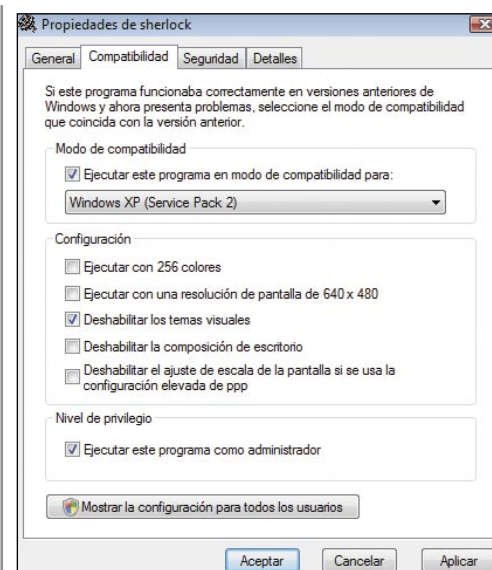 Propiedades de sherlock
General Compatibilidad Seguridad Detalles
Si este programa funcionaba correctamente en versiones anteriores de
Windows y ahora presenta problemas, seleccione el modo de compatibilidad
que coincida con la versión anterior.
Modo de compatibilidad
Ejecutar este programa en modo de compatibilidad para:
Windows XP (Service Pack 2)
Configuración
Ejecutar con 256 colores
Ejecutar con una resolución de pantalla de 640 x 480
Deshabilitar los temas visuales
Deshabilitar la composición de escritorio
Deshabilitar el ajuste de escala de la pantalla si se usa la
configuración elevada de ppp
Nivel de privilegio
Ejecutar este programa como administrador
Mostrar la configuración para todos los usuarios
Aceptar Cancelar Aplicar